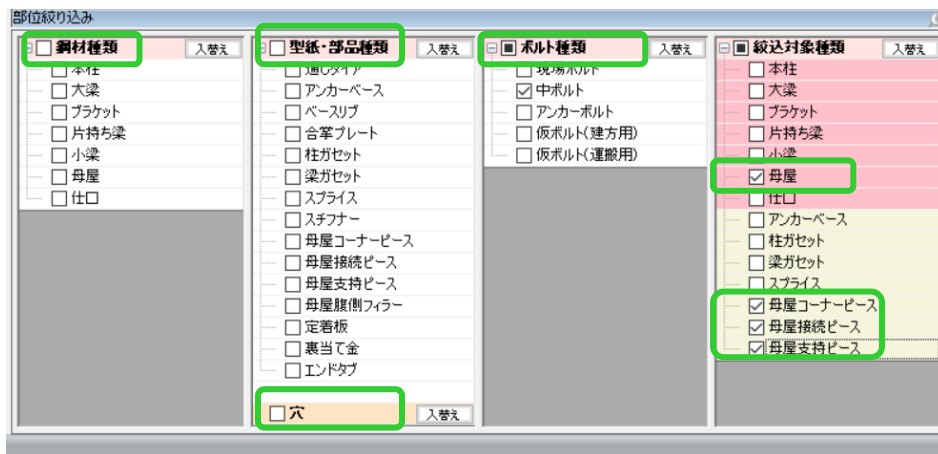 部位絞り込み
鋼材種類 入替え
本柱
大梁
ブラケット
片持ち梁
小梁
母屋
仕口
型紙・部品種類 入替え
通しダイア
アンカーベース
ベースリブ
合掌プレート
柱ガセット
梁ガセット
スプライス
スチフナー
母屋コーナーピース
母屋接続ピース
母屋支持ピース
母屋腹側フィラー
定着板
裏当て金
エンドタブ
穴 入替え
ボルト種類 入替え
現場ボルト
中ボルト
アンカーボルト
仮ボルト(建方用)
仮ボルト(運搬用)
絞込対象種類 入替え
本柱
大梁
ブラケット
片持ち梁
小梁
母屋
仕口
アンカーベース
柱ガセット
梁ガセット
スプライス
母屋コーナーピース
母屋接続ピース
母屋支持ピース